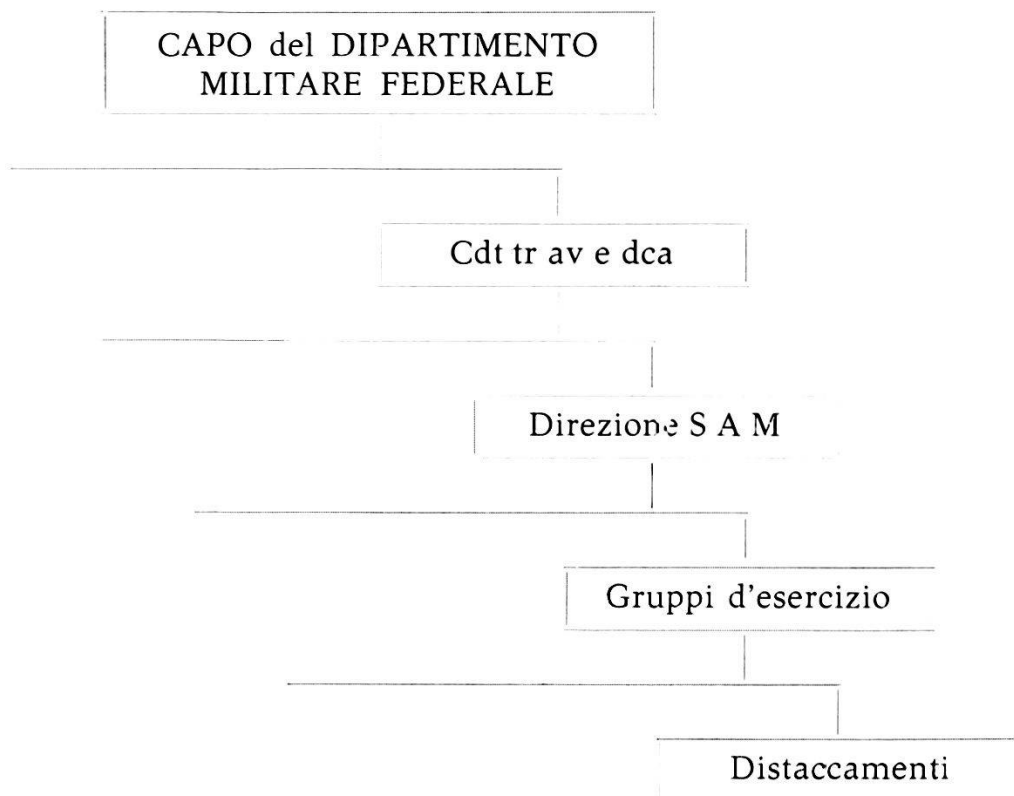 CAPO del DIPARTIMENTO
MILITARE FEDERALE
Cdt tr av e dca
Direzione S A M
Gruppi d'esercizio
Distaccamenti